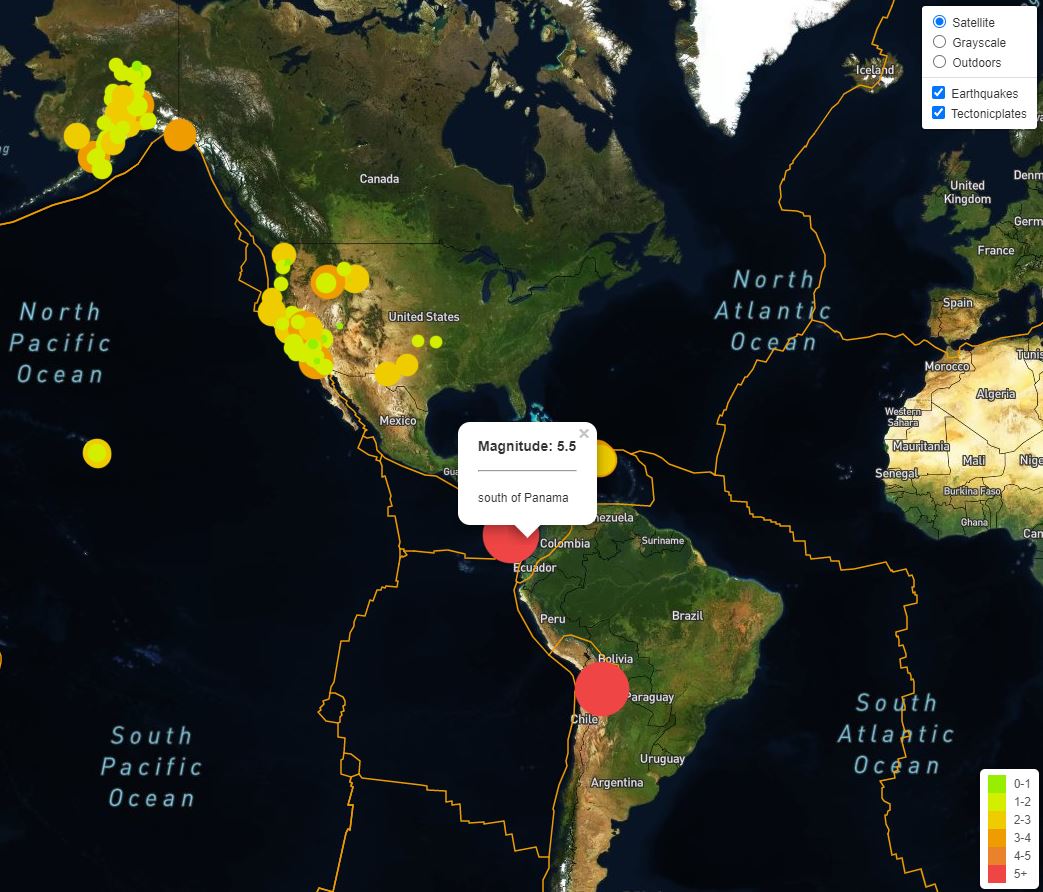 Satellite
Grayscale
Outdoors
Earthquakes
Tectonicplates
Iceland
Canada
United
Kingdom
Denm
Germ
France
North
Atlantic
Ocean
Spain
North
Pacific
Ocean
United States
Morocco
Tunis
Algeria
Western
Sahara
Mexico
Mauritania
Mali
Nig
Senegal
Burkina Faso
Ghana
Can
Gua
Magnitude: 5.5
×
south of Panama
nezuela
Suriname
Colombia
Ecuador
Peru
Brazil
Bolivia
Paraguay
Chile
South
Pacific
Ocean
South
Atlantic
Ocean
Uruguay
Argentina
0-1
1-2
2-3
3-4
4-5
5+